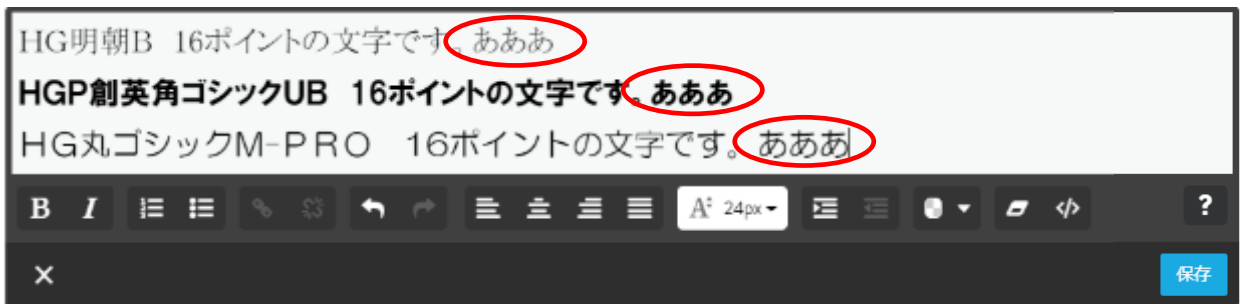 HG明朝B 16ポイントの文字です。あああ
HGP創英角ゴシックUB 16ポイントの文字です。あああ
HG丸ゴシックM-PRO 16ポイントの文字です。あああ
B I A 24px ?
× 保存